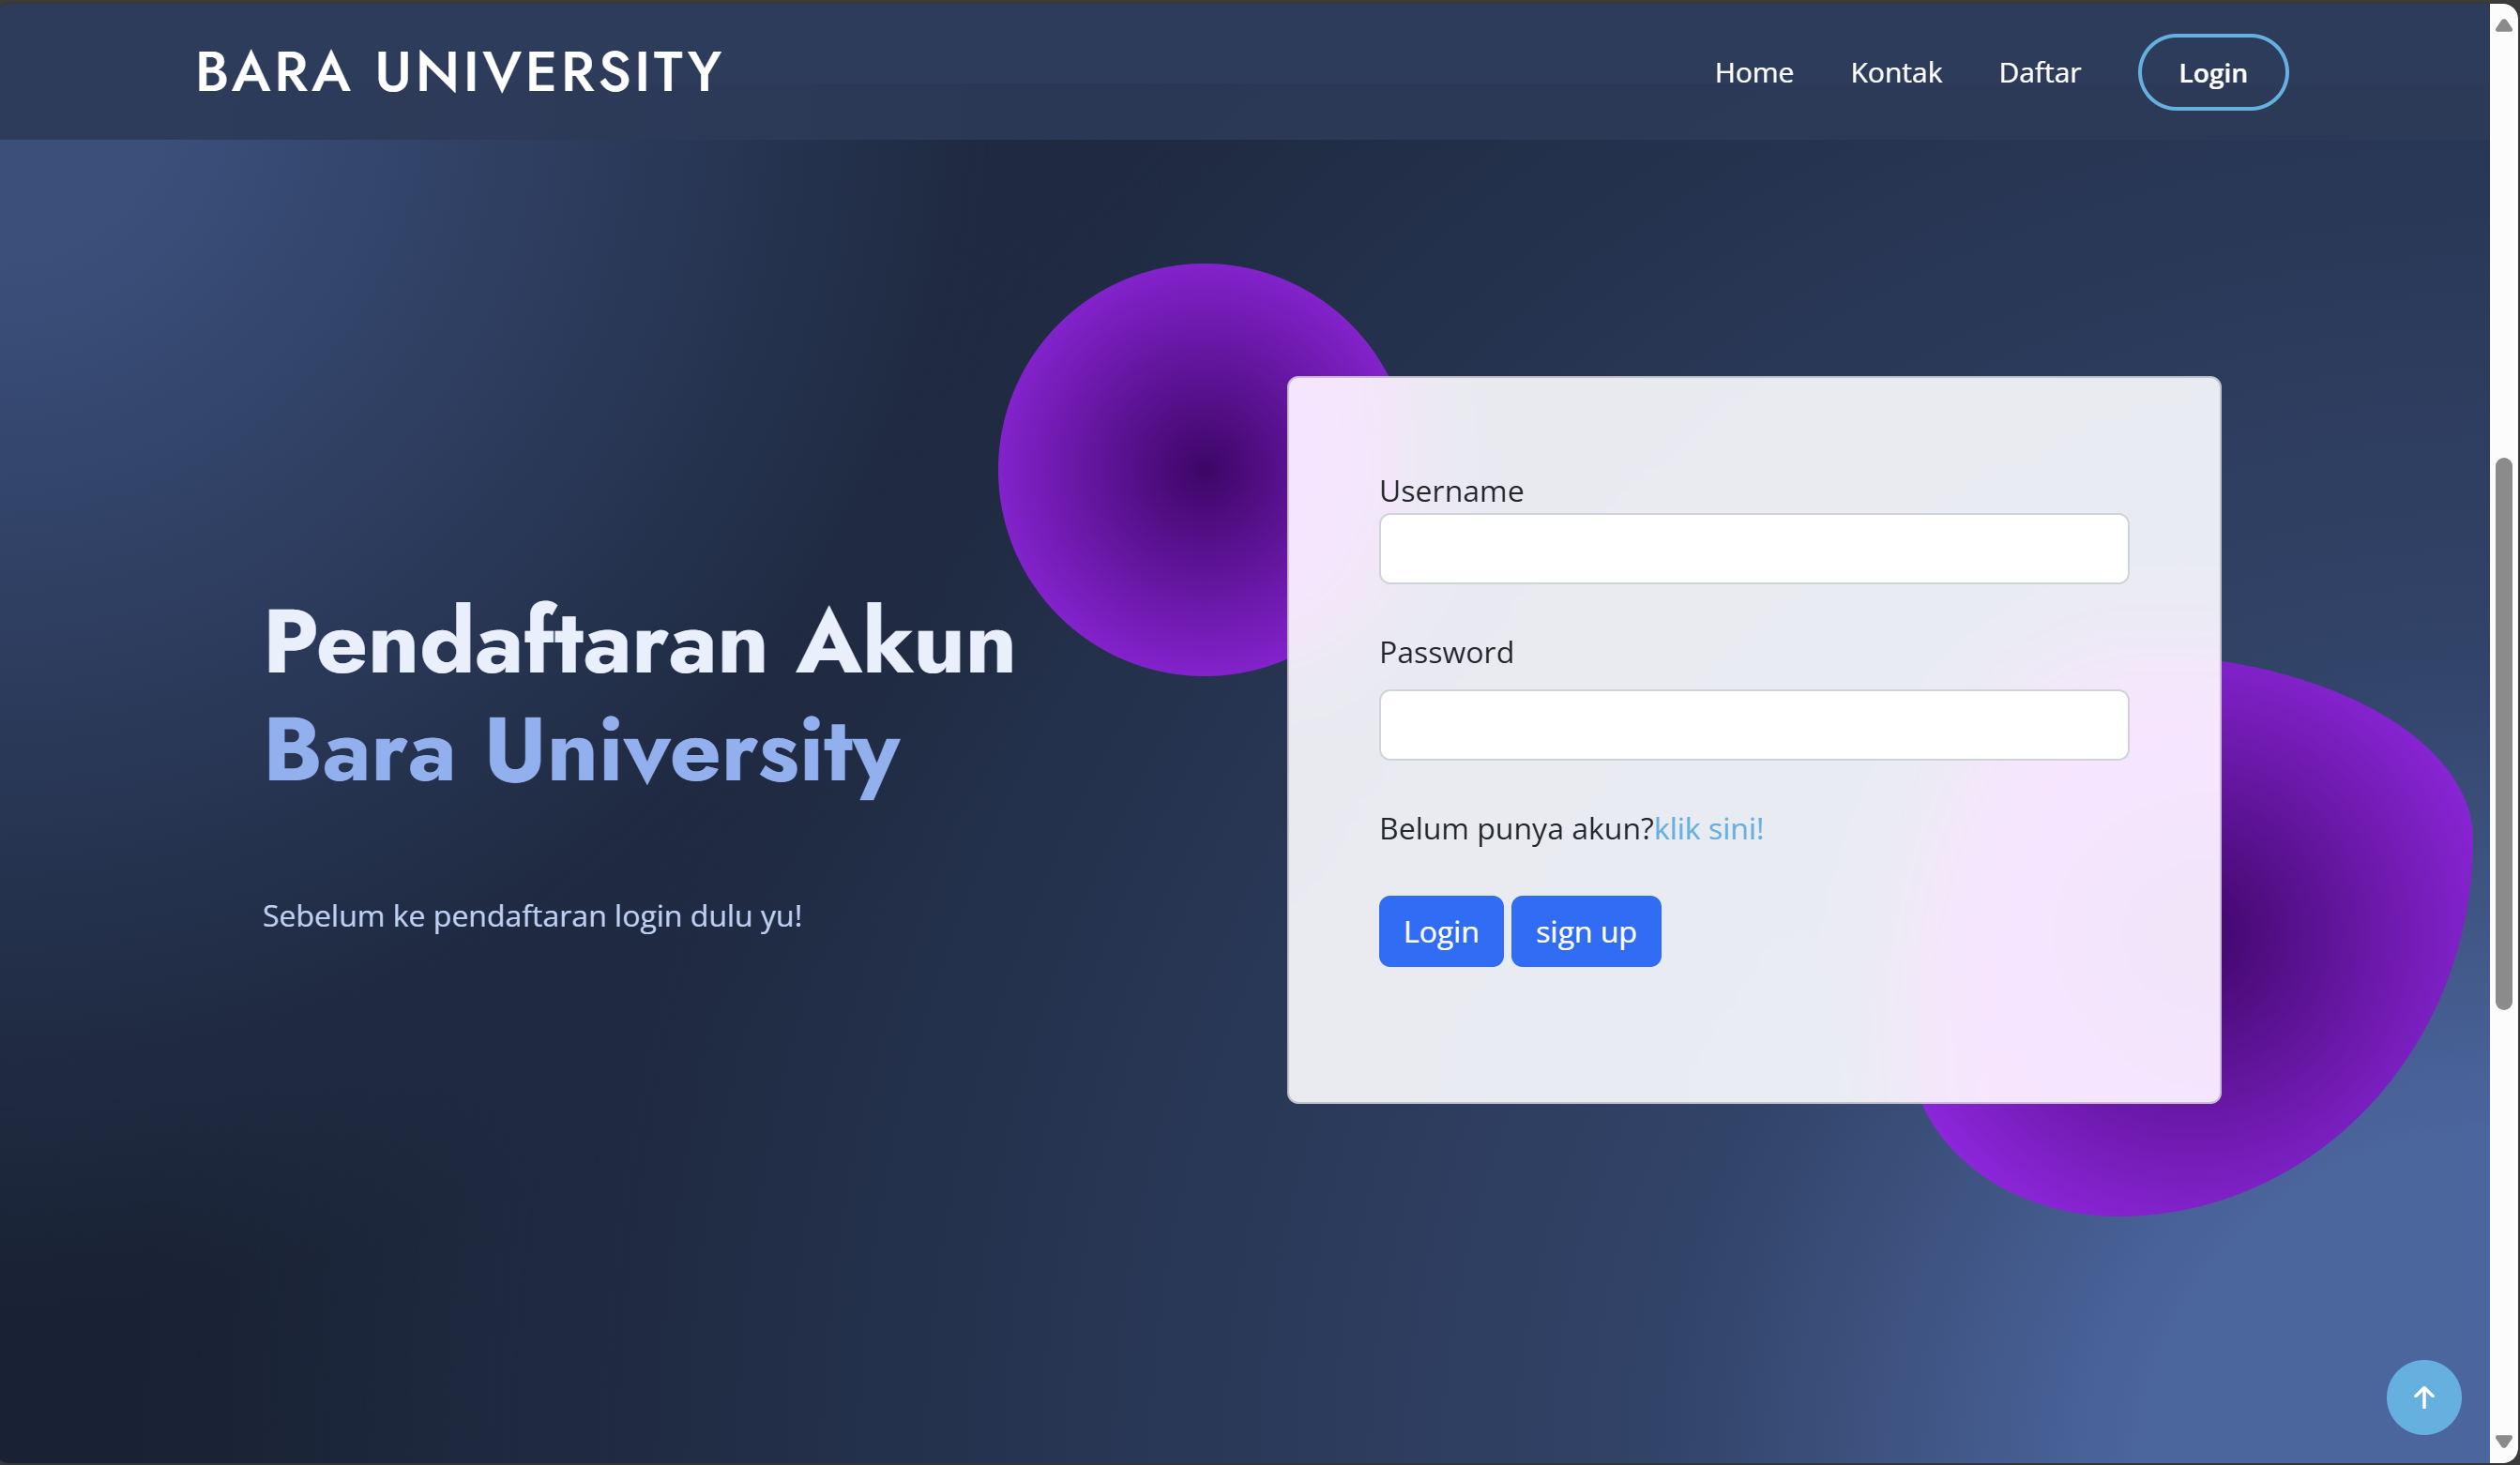 BARA UNIVERSITY
Home Kontak Daftar Login
Pendaftaran Akun
Bara University
Sebelum ke pendaftaran login dulu yu!
Username
Password
Belum punya akun?klik sini!
Login sign up